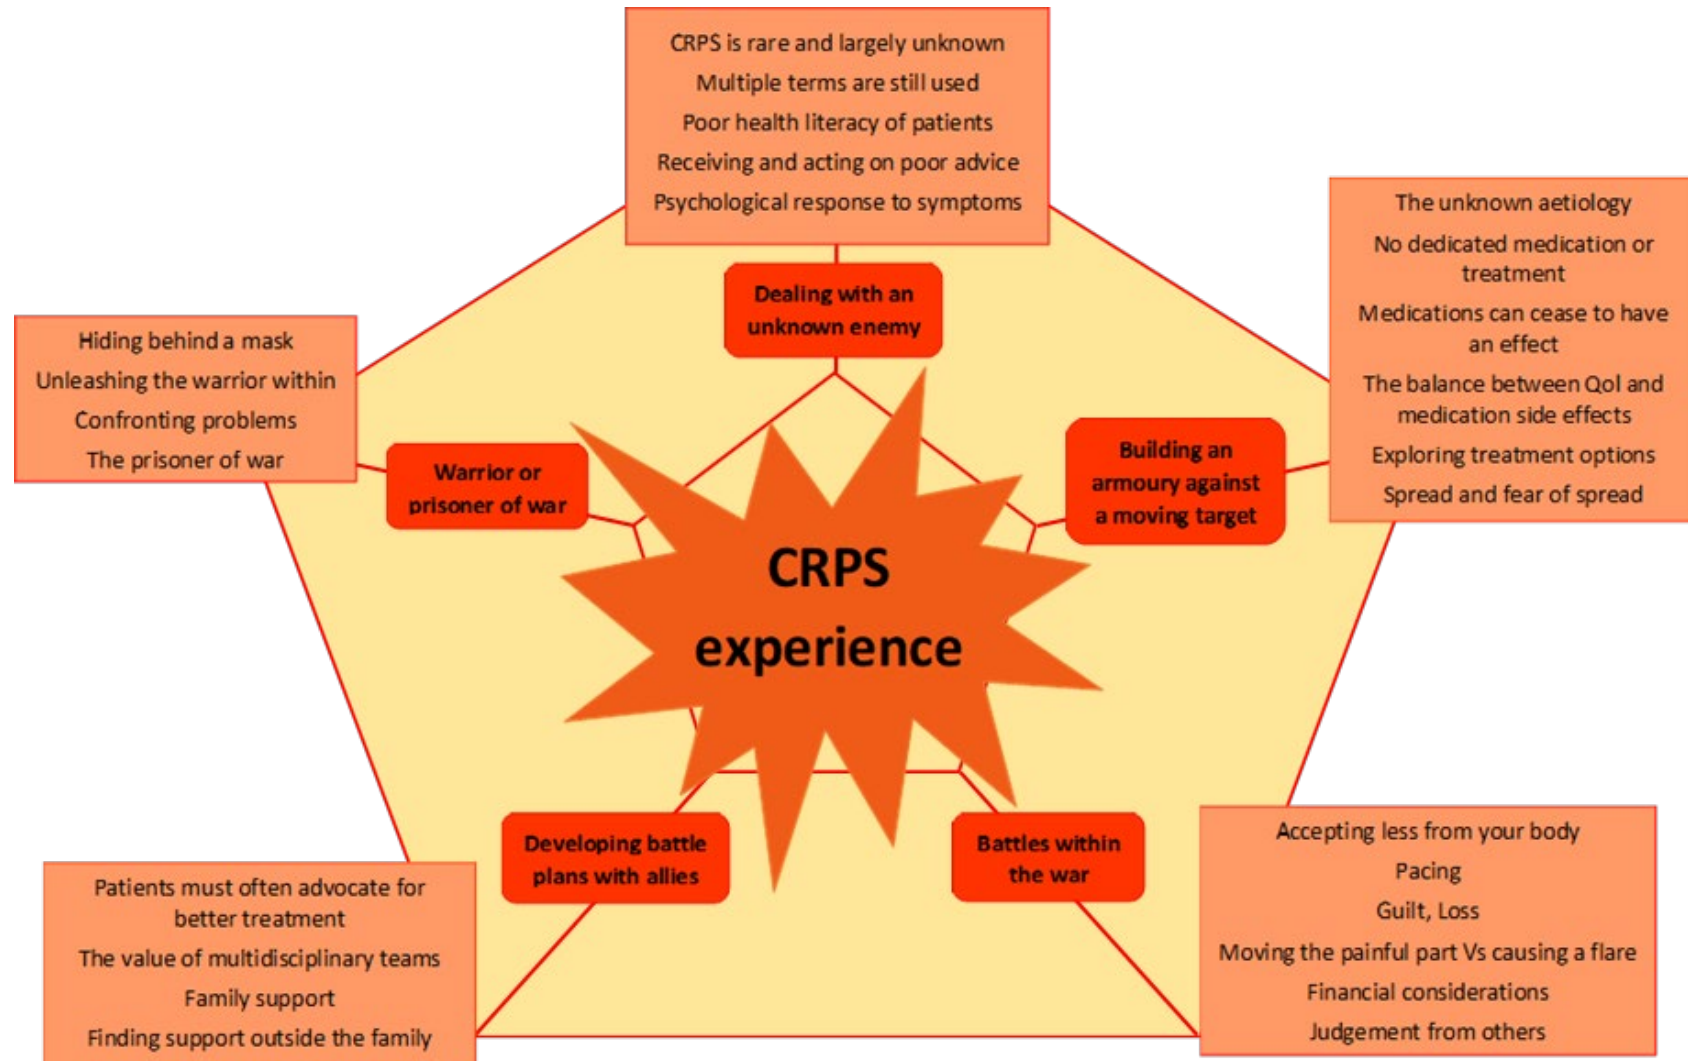 CRPS is rare and largely unknown
Multiple terms are still used
Poor health literacy of patients
Receiving and acting on poor advice
Psychological response to symptoms
Dealing with an
unknown enemy
The unknown aetiology
No dedicated medication or
treatment
Medications can cease to have
an effect
The balance between Qol and
medication side effects
Exploring treatment options
Spread and fear of spread
Building an
armoury against
a moving target
Hiding behind a mask
Unleashing the warrior within
Confronting problems
The prisoner of war
Warrior or
prisoner of war
CRPS
experience
Developing battle
plans with allies
Patients must often advocate for
better treatment
The value of multidisciplinary teams
Family support
Finding support outside the family
Battles within
the war
Accepting less from your body
Pacing
Guilt, Loss
Moving the painful part Vs causing a flare
Financial considerations
Judgement from others